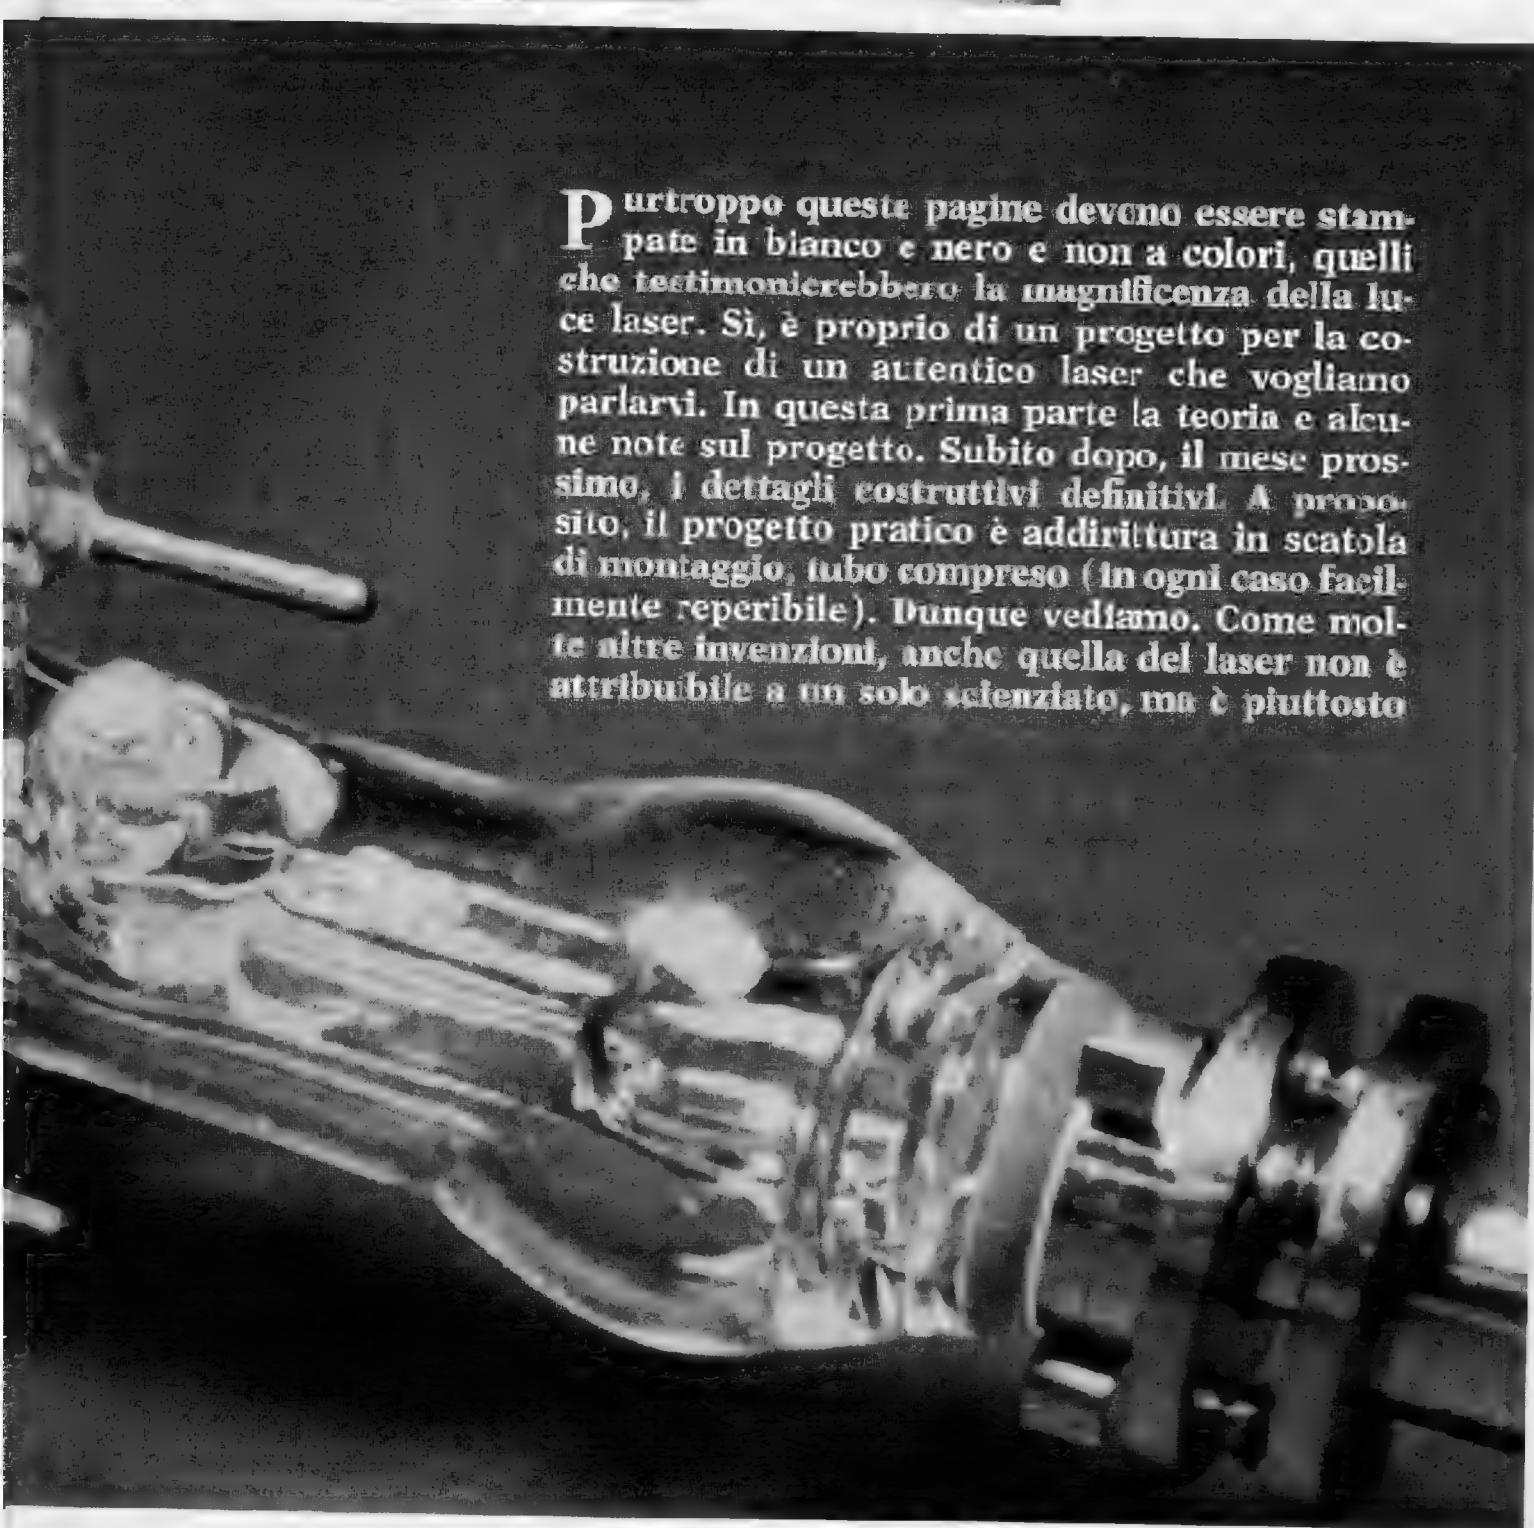 Purtroppo queste pagine devono essere stam-
pate in bianco e nero e non a colori, quelli
che testimonierebbero la magnificenza della lu-
ce laser. Sì, è proprio di un progetto per la co-
struzione di un autentico laser che vogliamo
parlarvi. In questa prima parte la teoria e alcu-
ne note sul progetto. Subito dopo, il mese pros-
simo, i dettagli costruttivi definitivi. A propo-
sito, il progetto pratico è addirittura in scatola
di montaggio, tubo compreso (in ogni caso facil-
mente reperibile). Dunque vediamo. Come mol-
te altre invenzioni, anche quella del laser non è
attribuibile a un solo scienziato, ma è piuttosto